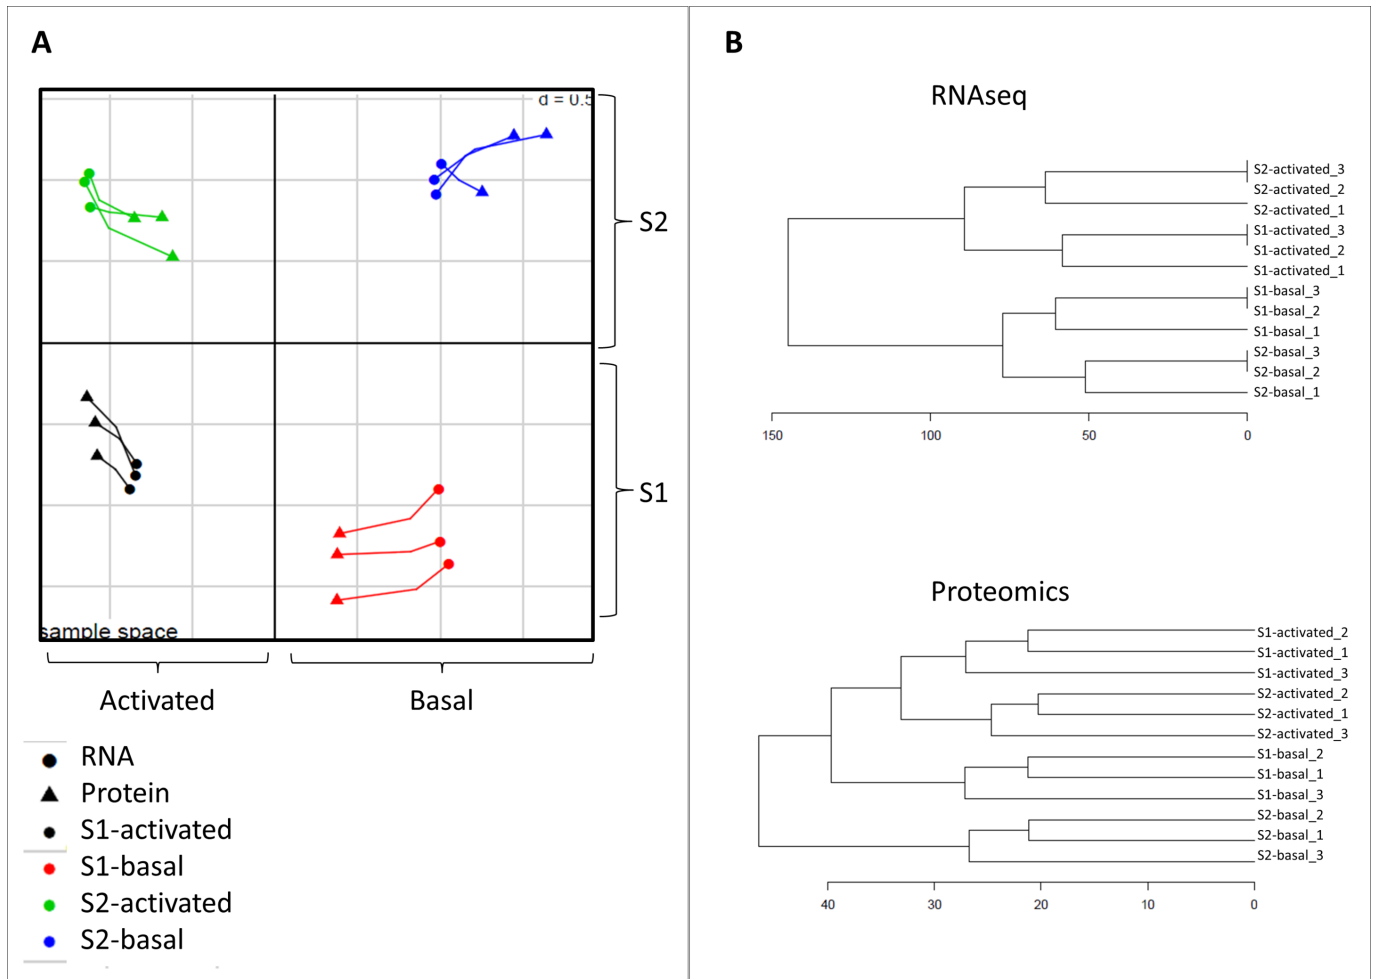 A
d = 0.5
S2
S1
sample space
Activated
Basal
RNA
Protein
S1-activated
S1-basal
S2-activated
S2-basal
B
RNAseq
S2-activated_3
S2-activated_2
S2-activated_1
S1-activated_3
S1-activated_2
S1-activated_1
S1-basal_3
S1-basal_2
S1-basal_1
S2-basal_3
S2-basal_2
S2-basal_1
150 100 50 0
Proteomics
S1-activated_2
S1-activated_1
S1-activated_3
S2-activated_2
S2-activated_1
S2-activated_3
S1-basal_2
S1-basal_1
S1-basal_3
S2-basal_2
S2-basal_1
S2-basal_3
40 30 20 10 0